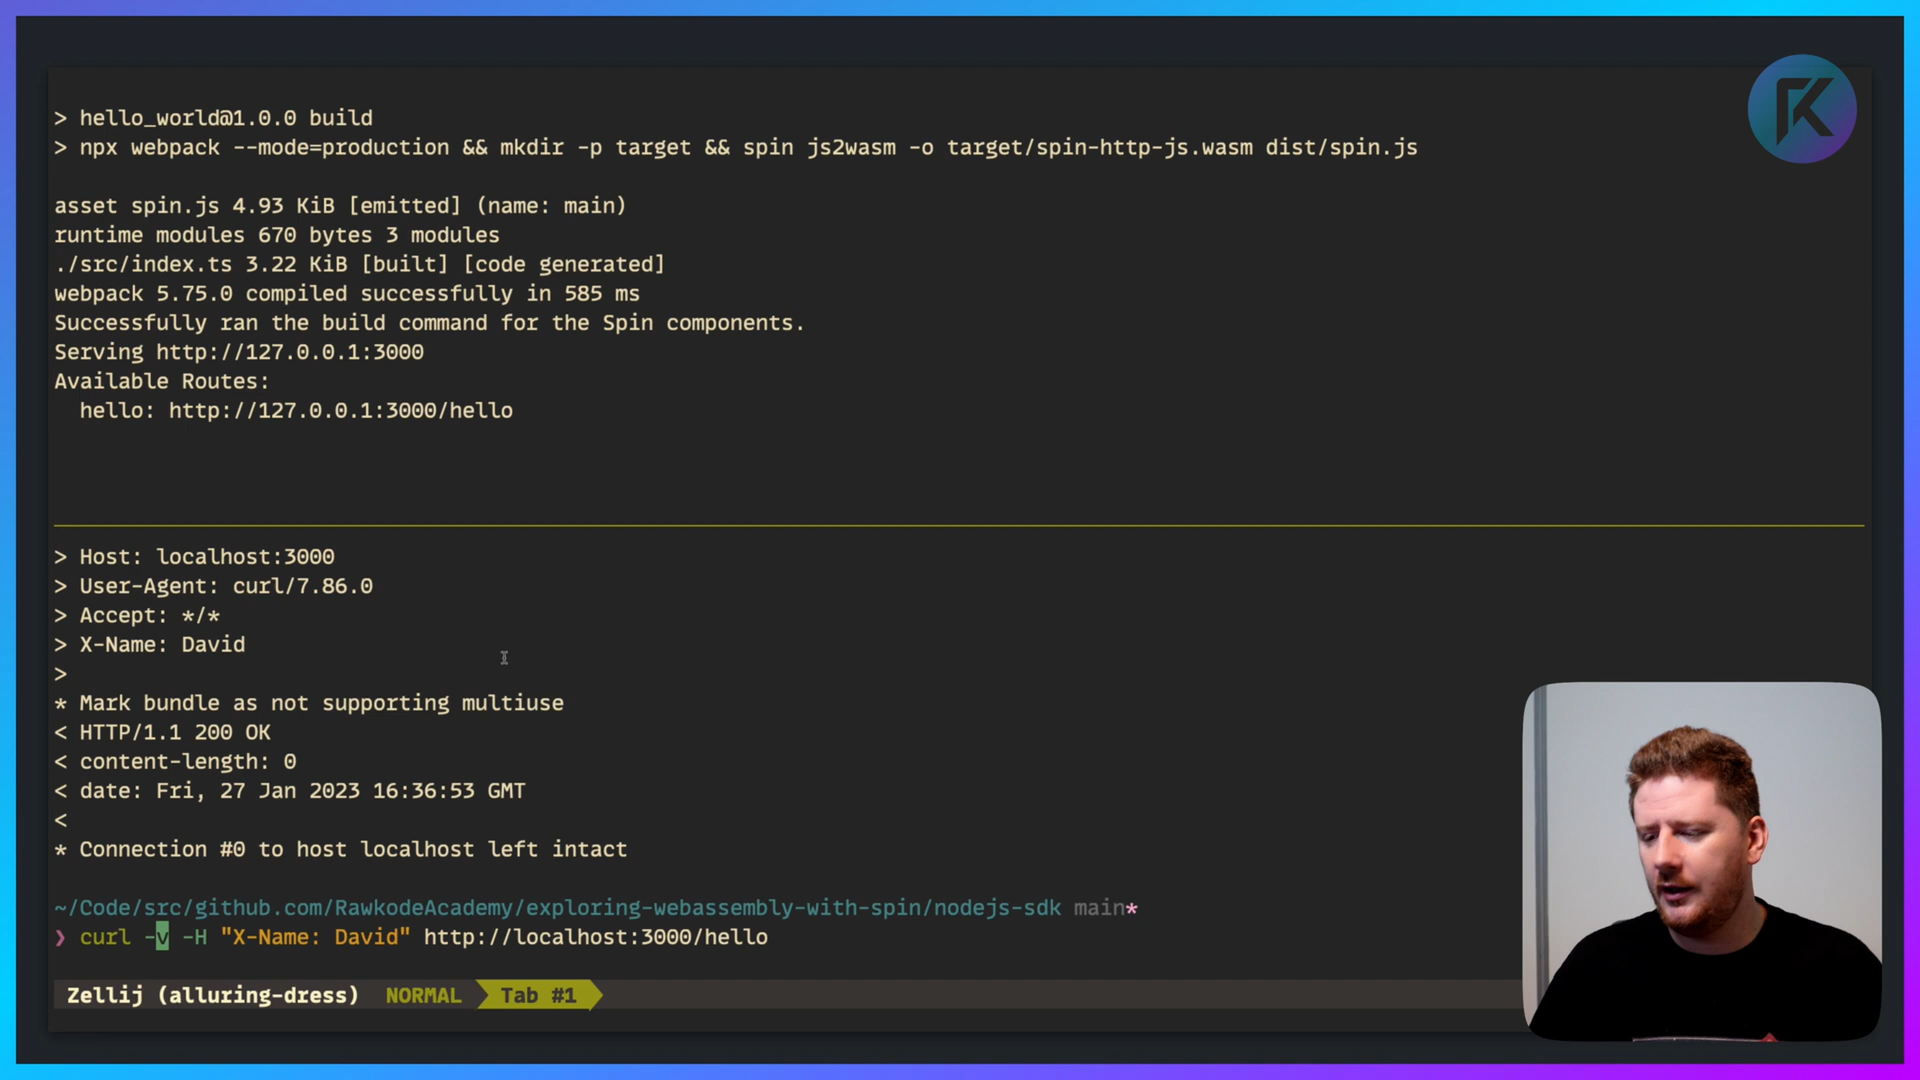 > hello_world@1.0.0 build
> npx webpack --mode=production && mkdir -p target && spin js2wasm -o target/spin-http-js.wasm dist/spin.js
asset spin.js 4.93 KiB [emitted] (name: main)
runtime modules 670 bytes 3 modules
./src/index.ts 3.22 KiB [built] [code generated]
webpack 5.75.0 compiled successfully in 585 ms
Successfully ran the build command for the Spin components.
Serving http://127.0.0.1:3000
Available Routes:
hello: http://127.0.0.1:3000/hello
> Host: localhost:3000
> User-Agent: curl/7.86.0
> Accept: */*
> X-Name: David
>
* Mark bundle as not supporting multiuse
< HTTP/1.1 200 OK
< content-length: 0
< date: Fri, 27 Jan 2023 16:36:53 GMT
<
* Connection #0 to host localhost left intact
~/Code/src/github.com/RawkodeAcademy/exploring-webassembly-with-spin/nodejs-sdk main*
❯ curl -v -H "X-Name: David" http://localhost:3000/hello
Zellij (alluring-dress) NORMAL Tab #1